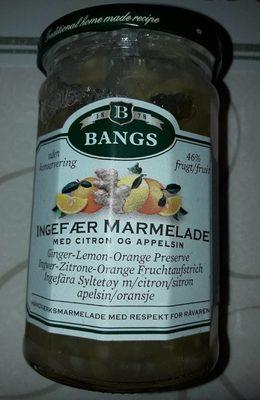 Traditional home made recipe
B
18 78
BANGS
uden
konservering
46%
frugt/fruit
INGEFÆR MARMELADE
MED CITRON OG APPELSIN
Ginger-Lemon-Orange Preserve
Ingwer-Zitrone-Orange Fruchtaufstrich
Ingefära Syltetøy m/citron/sitron
apelsin/oransje
HÅNDVÆRKSMARMELADE MED RESPEKT FOR RÅVAREN